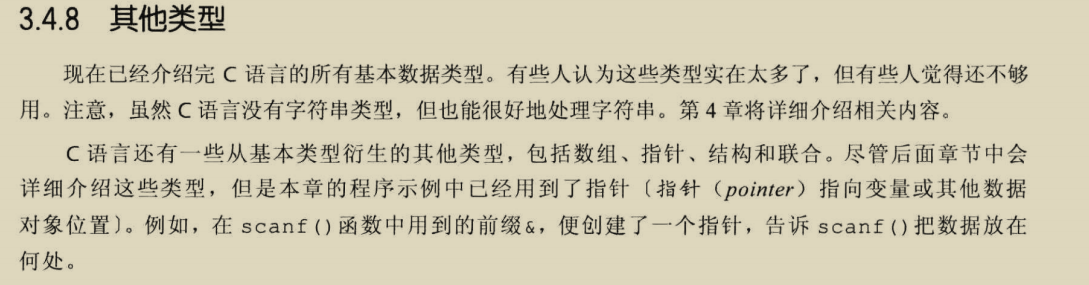 3.4.8 其他类型
现在已经介绍完 C 语言的所有基本数据类型。有些人认为这些类型实在太多了，但有些人觉得还不够
用。注意，虽然 C 语言没有字符串类型，但也能很好地处理字符串。第 4 章将详细介绍相关内容。
C 语言还有一些从基本类型衍生的其他类型，包括数组、指针、结构和联合。尽管后面章节中会
详细介绍这些类型，但是本章的程序示例中已经用到了指针〔指针（pointer）指向变量或其他数据
对象位置〕。例如，在 scanf()函数中用到的前缀&，便创建了一个指针，告诉 scanf()把数据放在
何处。